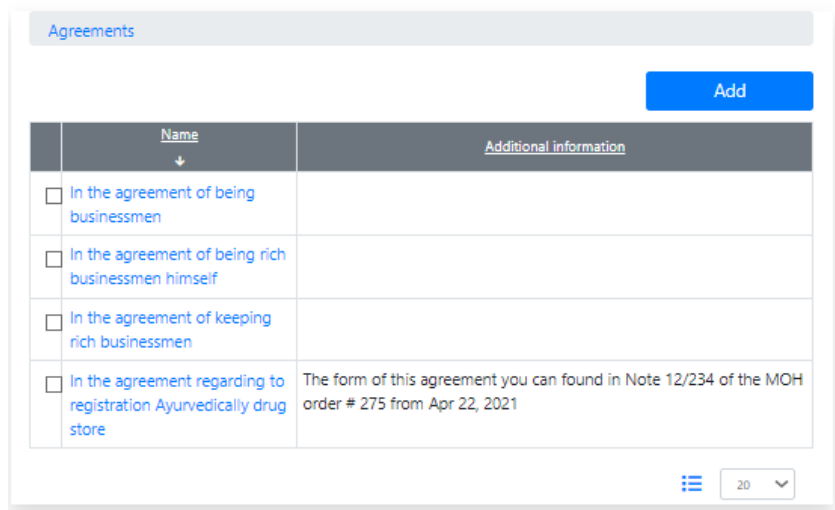 Agreements
Add
Name
Additional information
In the agreement of being
businessmen
In the agreement of being rich
businessmen himself
In the agreement of keeping
rich businessmen
In the agreement regarding to
registration Ayurvedically drug
store
The form of this agreement you can found in Note 12/234 of the MOH
order # 275 from Apr 22, 2021
20